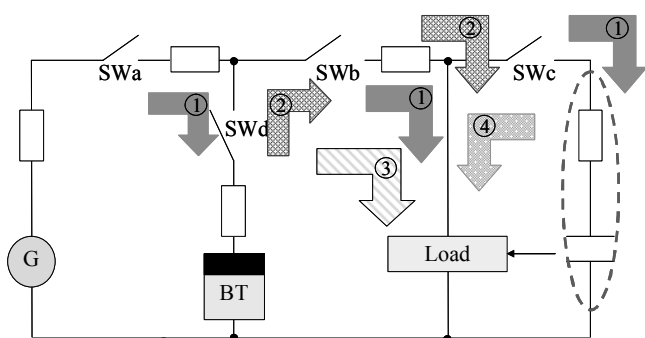 ② ①
SWa SWb SWc
① ② SWd ① ④
③
G BT Load